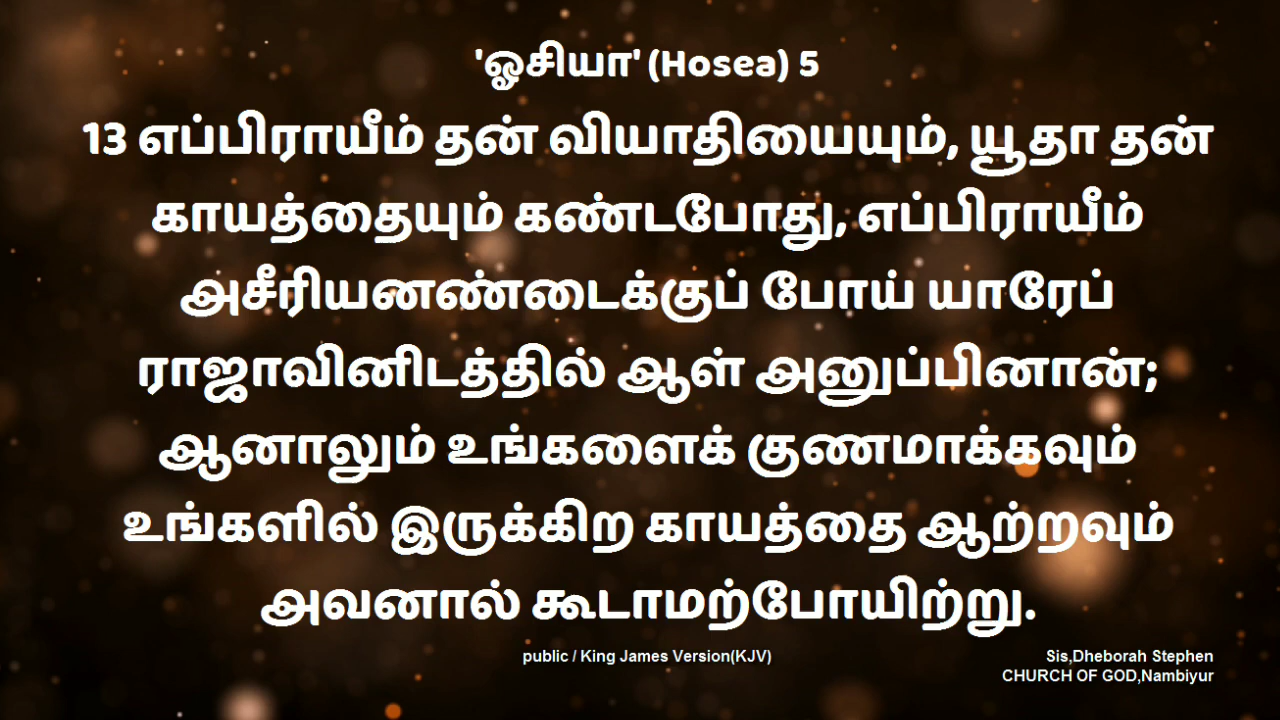 'ஓசியா' (Hosea) 5
13 எப்பிராயீம் தன் வியாதியையும், யூதா தன்
காயத்தையும் கண்டபோது, எப்பிராயீம்
அசீரியனண்டைக்குப் போய் யாரேப்
ராஜாவினிடத்தில் ஆள் அனுப்பினான்;
ஆனாலும் உங்களைக் குணமாக்கவும்
உங்களில் இருக்கிற காயத்தை ஆற்றவும்
அவனால் கூடாமற்போயிற்று.
public / King James Version(KJV)
Sis,Dheborah Stephen
CHURCH OF GOD,Nambiyur